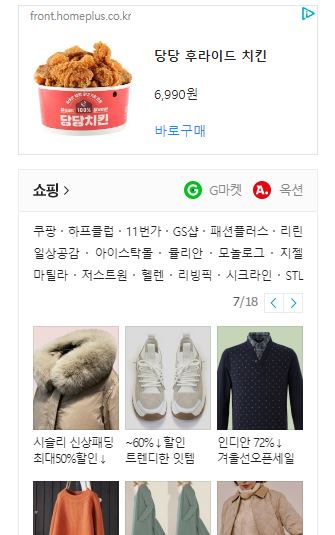 front.homeplus.co.kr
당당 후라이드 치킨
100%
당당치킨
6,990원
바로구매
쇼핑 > G G마켓 A. 옥션
쿠팡 · 하프클럽 · 11번가 · GS샵 · 패션플러스 · 리린
일상공감 · 아이스탁몰 · 뮬리안 · 모놀로그 · 지젤
마틸라 · 저스트원 · 헬렌 · 리빙픽 · 시크라인 · STL
7/18 < >
시슬리 신상패딩
최대50%할인↓
~60%↓할인
트렌디한 잇템
인디안 72%↓
겨울선오픈세일